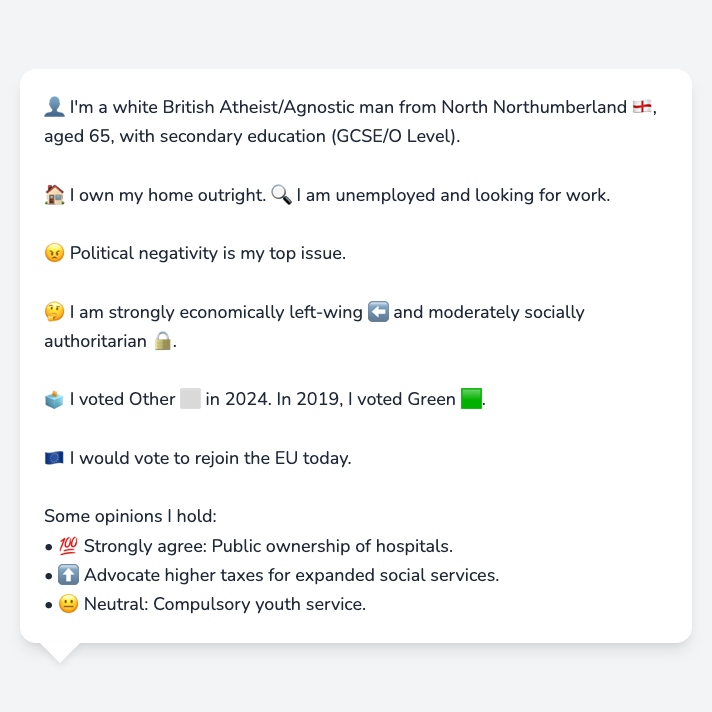 👤 I'm a white British Atheist/Agnostic man from North Northumberland 🏴󠁧󠁢󠁥󠁮󠁧󠁿,
aged 65, with secondary education (GCSE/O Level).
🏠 I own my home outright. 🔍 I am unemployed and looking for work.
😠 Political negativity is my top issue.
🤔 I am strongly economically left-wing ⬅️ and moderately socially
authoritarian 🔒.
🗳️ I voted Other ⬜ in 2024. In 2019, I voted Green 🟩.
🇪🇺 I would vote to rejoin the EU today.
Some opinions I hold:
• 💯 Strongly agree: Public ownership of hospitals.
• ⬆️ Advocate higher taxes for expanded social services.
• 😐 Neutral: Compulsory youth service.